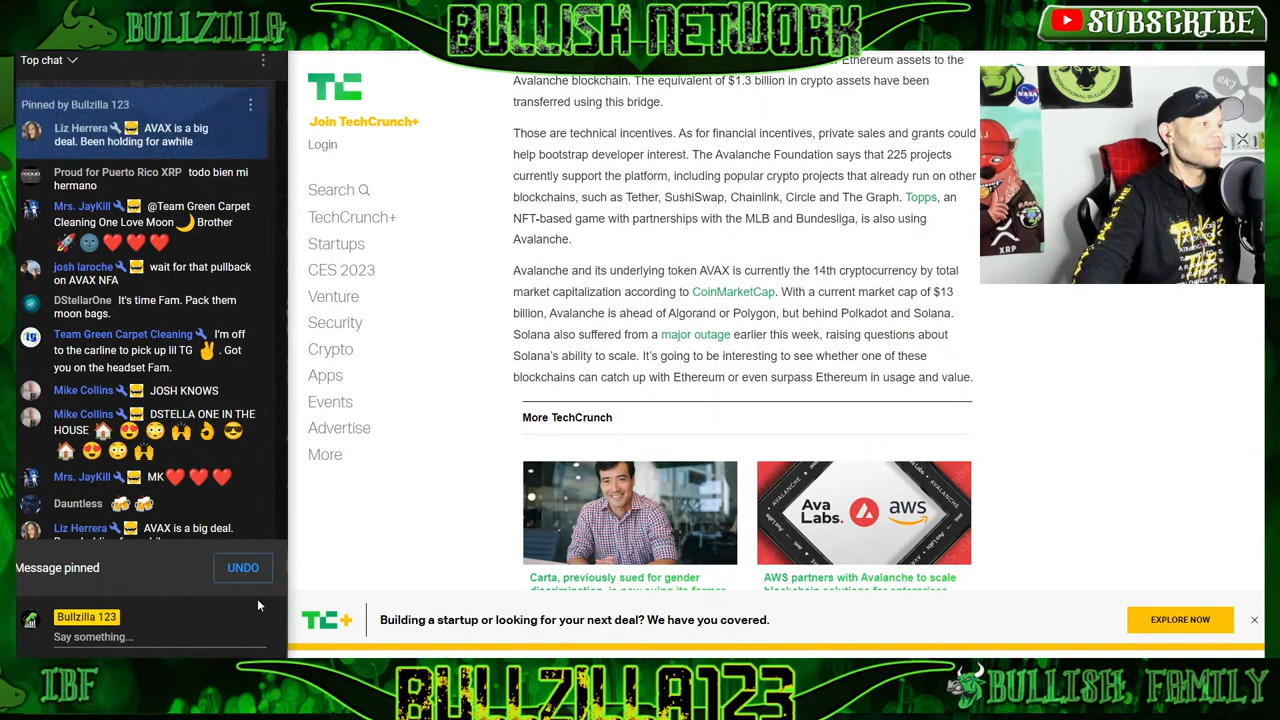 BULLZILLA
BULLISH NETWORK
SUBSCRIBE
Top chat
Pinned by Bullzilla 123
Liz Herrera AVAX is a big
deal. Been holding for awhile
Proud for Puerto Rico XRP todo bien mi
hermano
Mrs. JayKill @Team Green Carpet
Cleaning One Love Moon Brother
josh laroche wait for that pullback
on AVAX NFA
DStellarOne It's time Fam. Pack them
moon bags.
Team Green Carpet Cleaning I'm off
to the carline to pick up lil TG . Got
you on the headset Fam.
Mike Collins JOSH KNOWS
Mike Collins DSTELLA ONE IN THE
HOUSE
Mrs. JayKill MK
Dauntless
Liz Herrera AVAX is a big deal.
Message pinned
UNDO
Bullzilla 123
Say something...
TC
Join TechCrunch+
Login
Search
TechCrunch+
Startups
CES 2023
Venture
Security
Crypto
Apps
Events
Advertise
More
Ethereum assets to the
Avalanche blockchain. The equivalent of $1.3 billion in crypto assets have been
transferred using this bridge.
Those are technical incentives. As for financial incentives, private sales and grants could
help bootstrap developer interest. The Avalanche Foundation says that 225 projects
currently support the platform, including popular crypto projects that already run on other
blockchains, such as Tether, SushiSwap, Chainlink, Circle and The Graph. Topps, an
NFT-based game with partnerships with the MLB and Bundesliga, is also using
Avalanche.
Avalanche and its underlying token AVAX is currently the 14th cryptocurrency by total
market capitalization according to CoinMarketCap. With a current market cap of $13
billion, Avalanche is ahead of Algorand or Polygon, but behind Polkadot and Solana.
Solana also suffered from a major outage earlier this week, raising questions about
Solana's ability to scale. It's going to be interesting to see whether one of these
blockchains can catch up with Ethereum or even surpass Ethereum in usage and value.
More TechCrunch
AVALANCHE
Ava
Labs.
aws
Carta, previously sued for gender
AWS partners with Avalanche to scale
NASA
XRP
TC+
Building a startup or looking for your next deal? We have you covered.
EXPLORE NOW
IBF
BULLZILLA123
BULLISH FAMILY